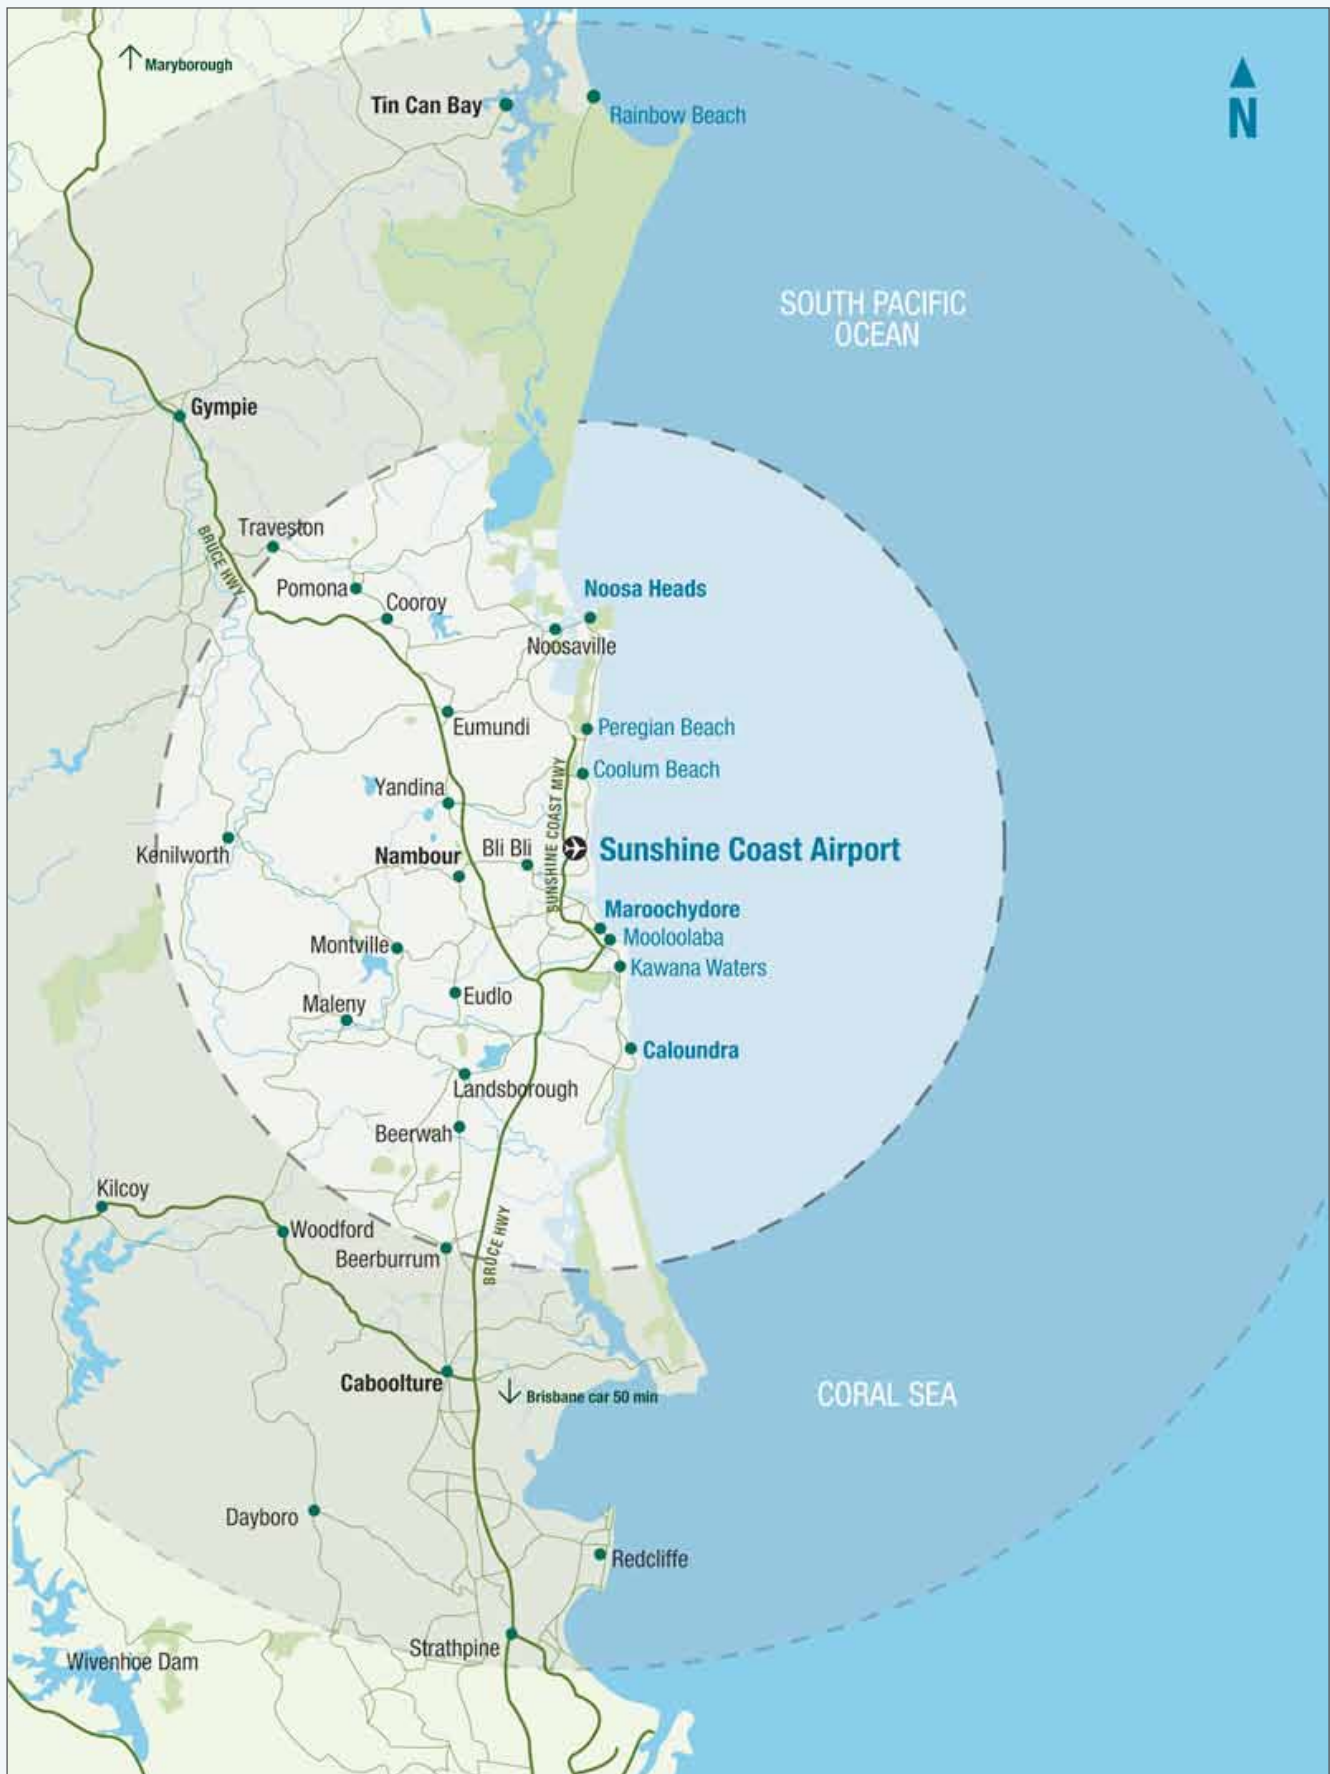 Maryborough
Tin Can Bay
Rainbow Beach
N
SOUTH PACIFIC
OCEAN
Gympie
Traveston
BRUCE HWY
Pomona
Cooroy
Noosa Heads
Noosaville
Eumundi
Peregian Beach
Coolum Beach
Yandina
SUNSHINE COAST MWY
Kenilworth
Nambour
Bli Bli
Sunshine Coast Airport
Maroochydore
Mooloolaba
Montville
Kawana Waters
Maleny
Eudlo
Caloundra
Landsborough
Beerwah
Kilcoy
Woodford
Beerburrum
BRUCE HWY
Caboolture
Brisbane car 50 min
CORAL SEA
Dayboro
Redcliffe
Strathpine
Wivenhoe Dam